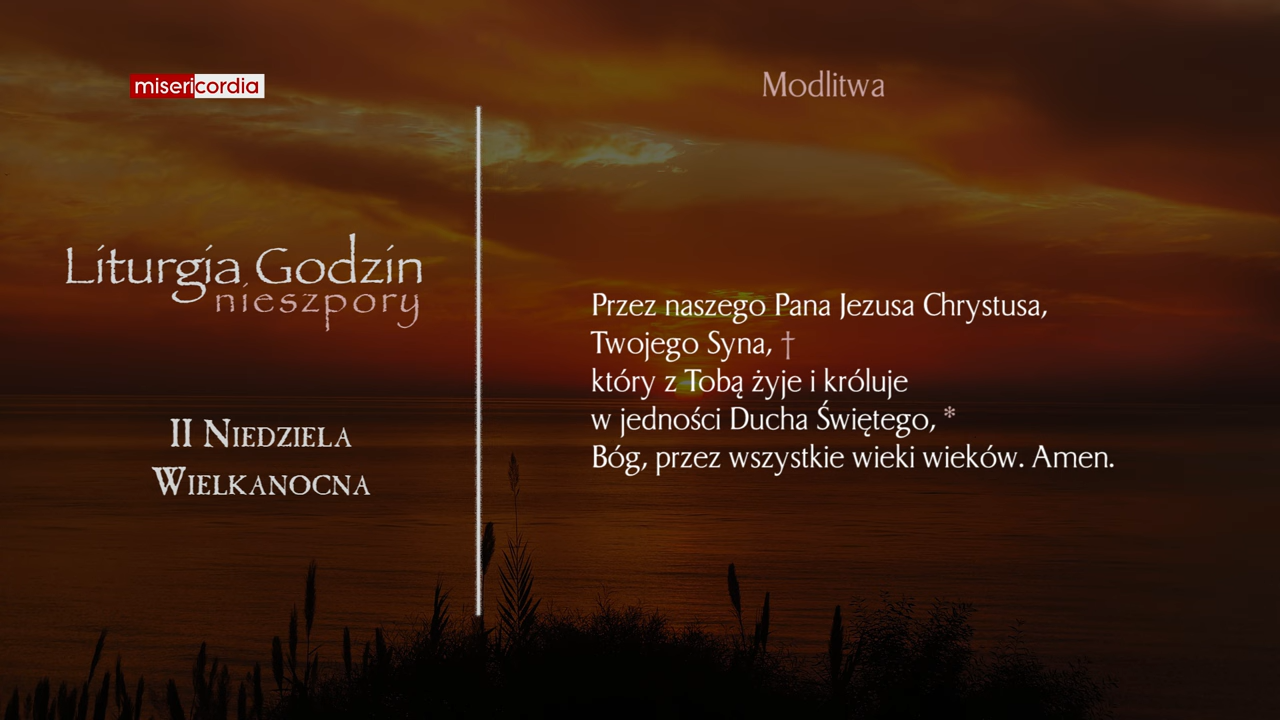 misericordia
Liturgia Godzin
nieszpory
II Niedziela
Wielkanocna
Modlitwa
Przez naszego Pana Jezusa Chrystusa,
Twojego Syna, †
który z Tobą żyje i króluje
w jedności Ducha Świętego, *
Bóg, przez wszystkie wieki wieków. Amen.